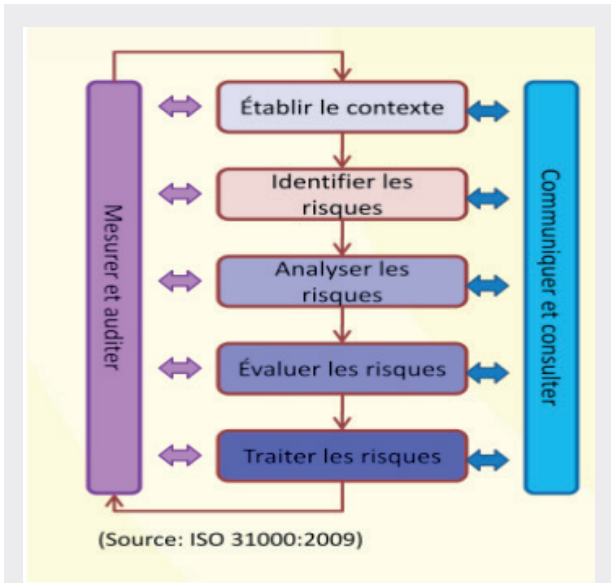 Mesurer et auditer
Établir le contexte
Identifier les
risques
Analyser les
risques
Évaluer les risques
Traiter les risques
Communiquer et consulter
(Source: ISO 31000:2009)